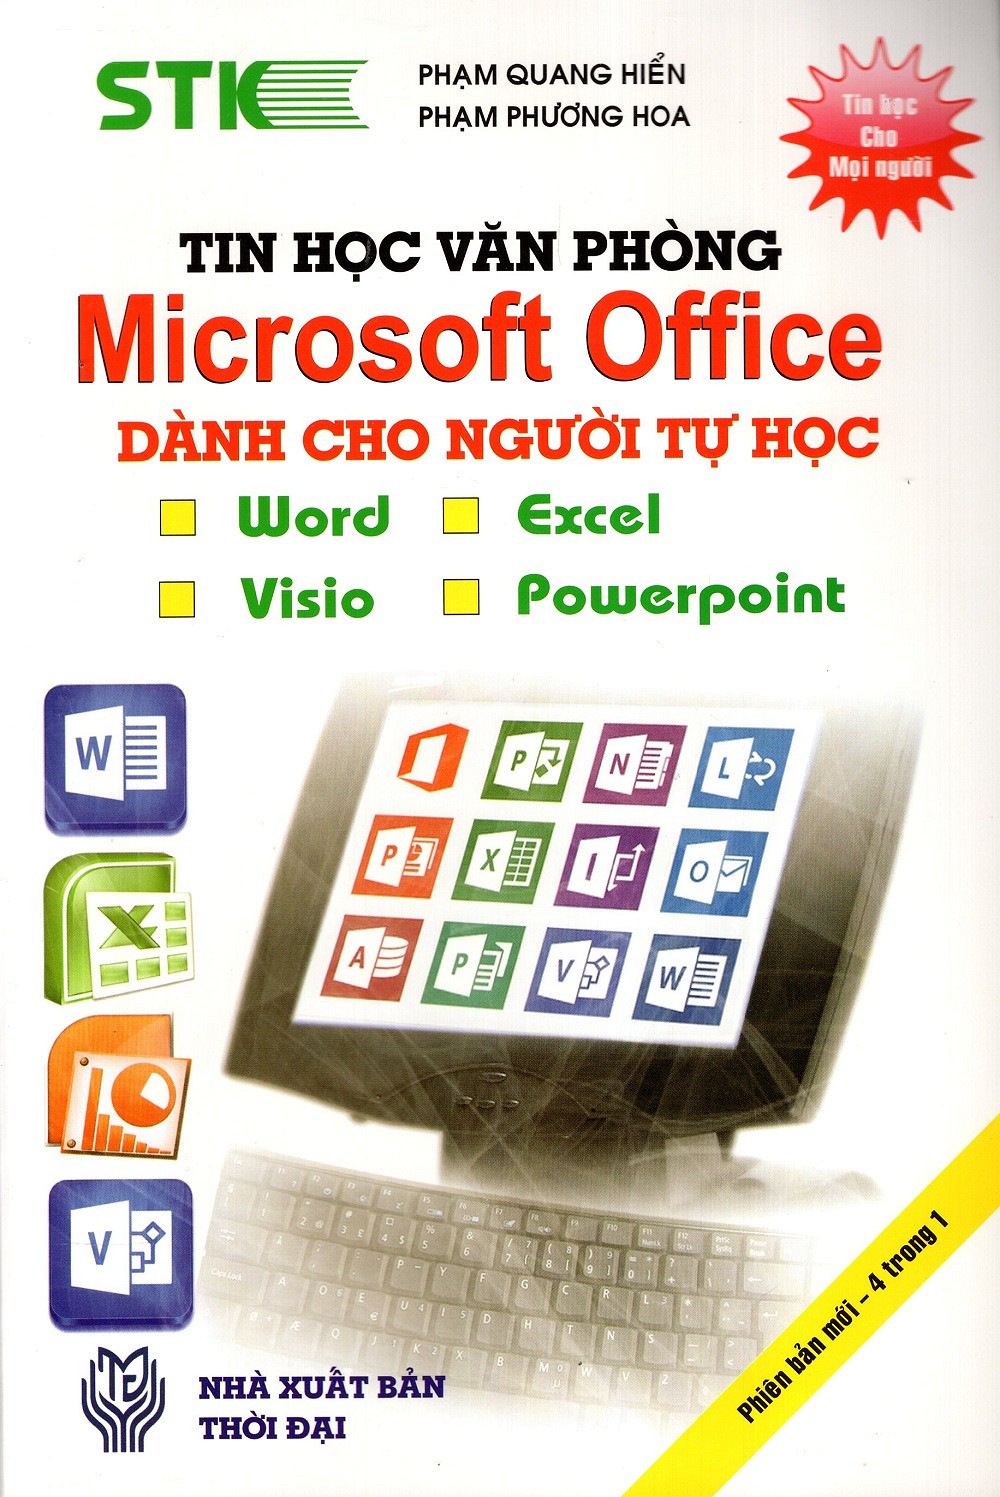 STK
PHẠM QUANG HIỂN
PHẠM PHƯƠNG HOA
Tin học
Cho
Mọi người
TIN HỌC VĂN PHÒNG
Microsoft Office
DÀNH CHO NGƯỜI TỰ HỌC
Word
Excel
Visio
Powerpoint
W
P
N
L
P
X
I
O
A
P
V
W
X
V
Phiên bản mới - 4 trong 1
NHÀ XUẤT BẢN
THỜI ĐẠI